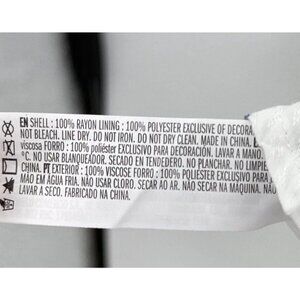 EN SHELL : 100% RAYON LINING : 100% POLYESTER EXCLUSIVE OF DECORA
NOT BLEACH. LINE DRY. DO NOT IRON. DO NOT DRY CLEAN. MADE IN CHINA.
viscosa FORRO : 100% poliéster EXCLUSIVO PARA DECORACIÓN. LAVAR A MANO.
°C. NO USAR BLANQUEADOR. SECADO EN TENDEDERO. NO PLANCHAR. NO LIMPIE
CHINA. PT EXTERIOR : 100% VISCOSE FORRO : 100% POLIÉSTER EXCLUSIVO PARA
MÃO EM ÁGUA FRIA. NÃO USAR CLORO. SECAR AO AR. NÃO SECAR NA MAQUINA. NÃO
LAVAR A SECO. FABRICADO NA CHINA.